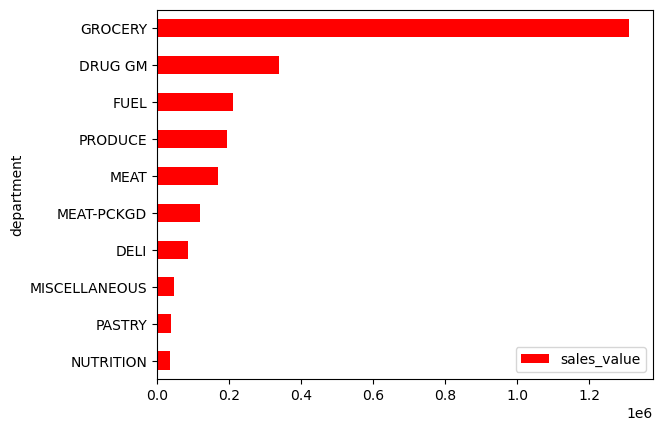 GROCERY
DRUG GM
FUEL
PRODUCE
MEAT
MEAT-PCKGD
DELI
MISCELLANEOUS
PASTRY
NUTRITION
department
sales_value
0.0 0.2 0.4 0.6 0.8 1.0 1.2
1e6